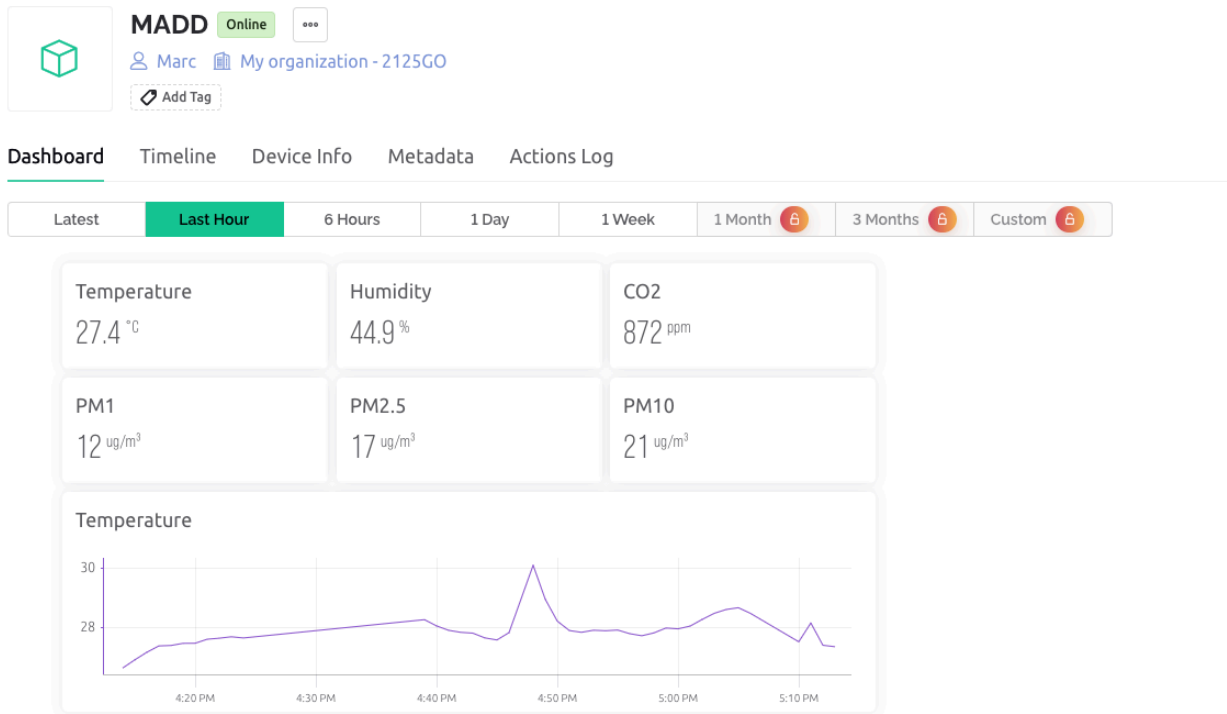 MADD Online
Marc My organization - 2125GO
Add Tag
Dashboard Timeline Device Info Metadata Actions Log
Latest Last Hour 6 Hours 1 Day 1 Week 1 Month 3 Months Custom
Temperature Humidity CO2
27.4 °C 44.9 % 872 ppm
PM1 PM2.5 PM10
12 ug/m³ 17 ug/m³ 21 ug/m³
Temperature
30
28
4:20 PM 4:30 PM 4:40 PM 4:50 PM 5:00 PM 5:10 PM